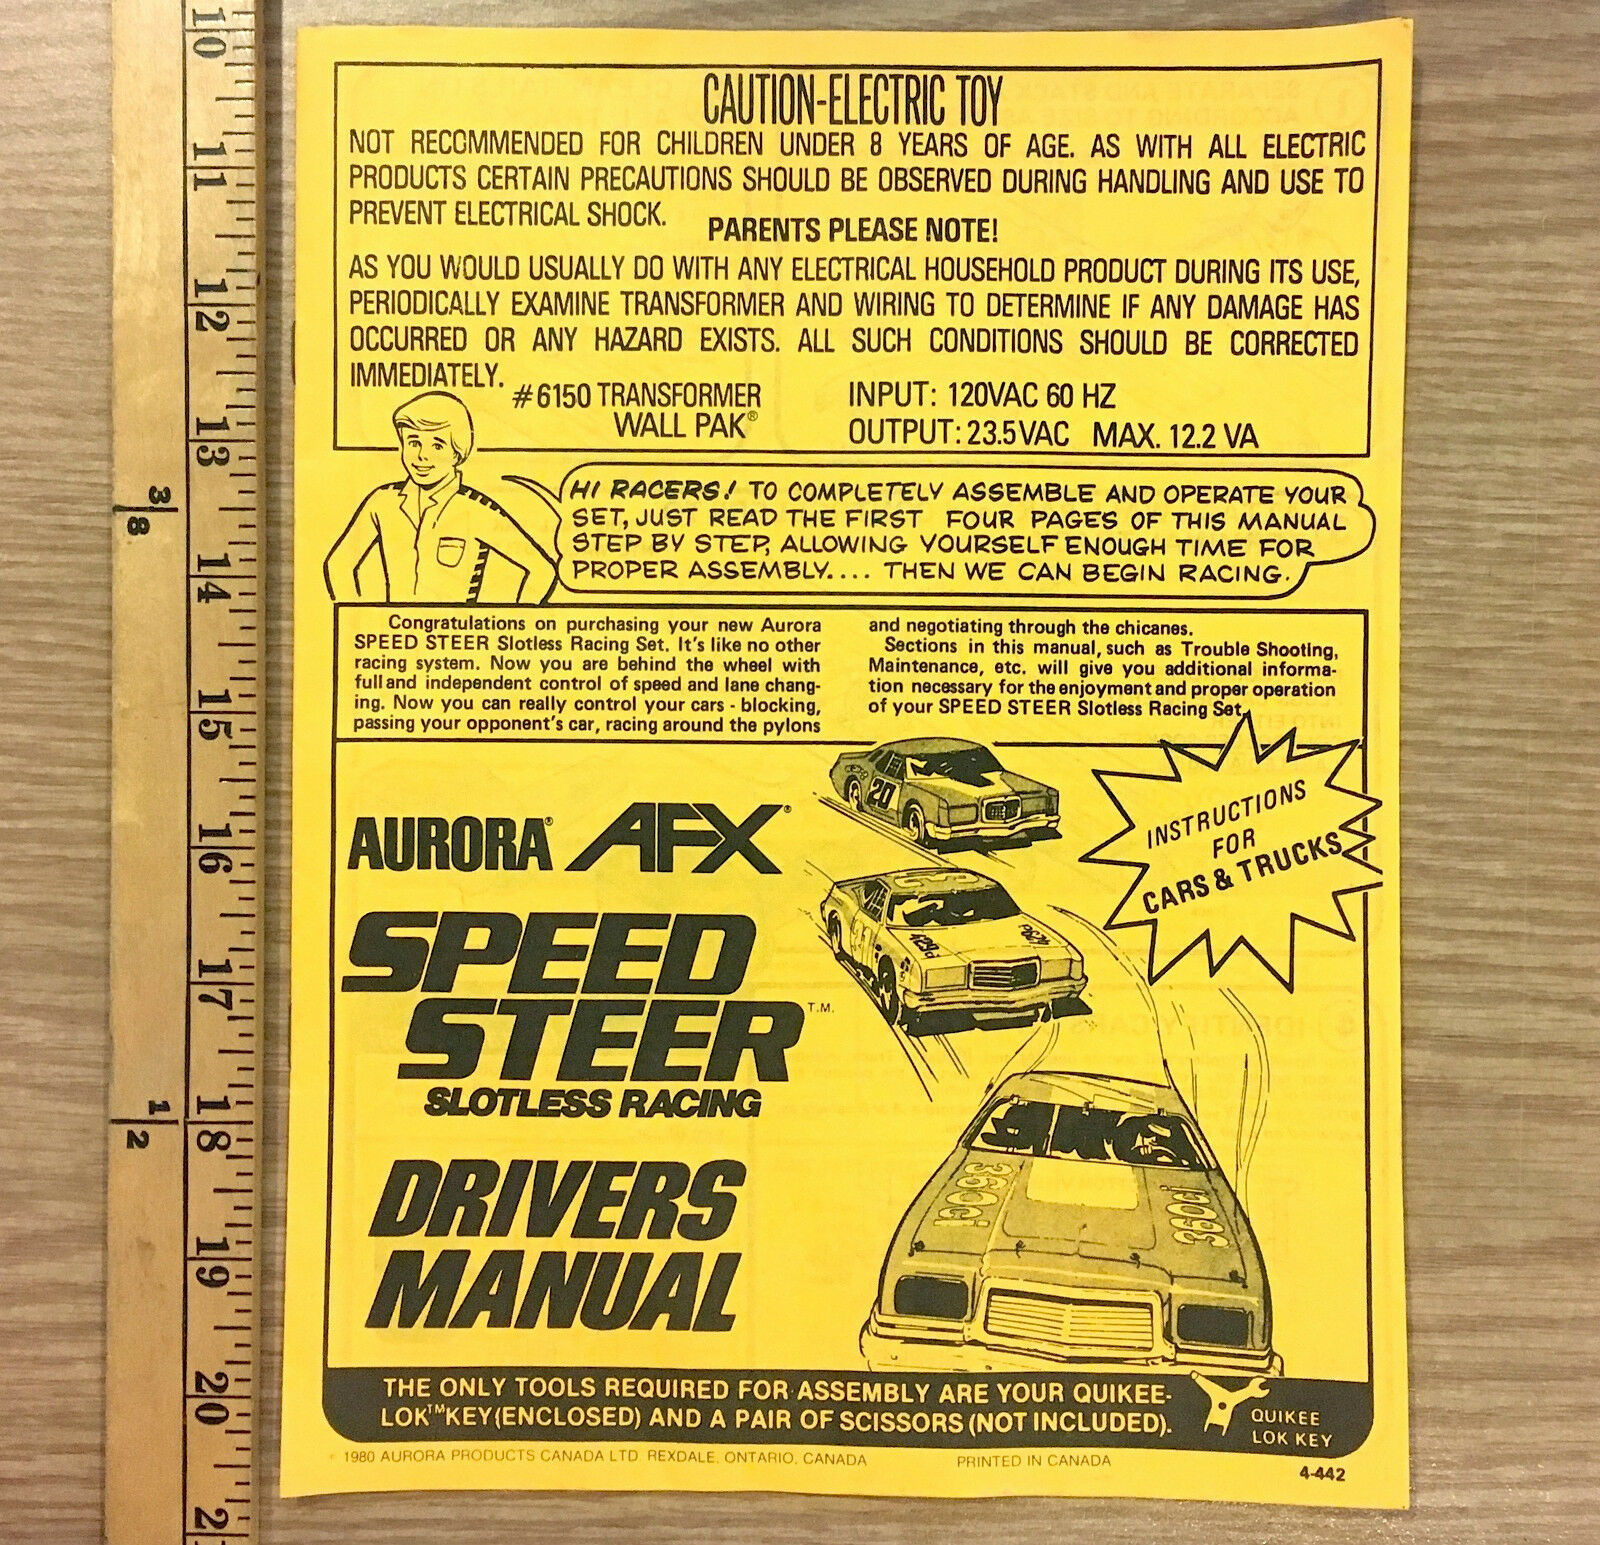 CAUTION-ELECTRIC TOY
NOT RECOMMENDED FOR CHILDREN UNDER 8 YEARS OF AGE. AS WITH ALL ELECTRIC
PRODUCTS CERTAIN PRECAUTIONS SHOULD BE OBSERVED DURING HANDLING AND USE TO
PREVENT ELECTRICAL SHOCK.
PARENTS PLEASE NOTE!
AS YOU WOULD USUALLY DO WITH ANY ELECTRICAL HOUSEHOLD PRODUCT DURING ITS USE,
PERIODICALLY EXAMINE TRANSFORMER AND WIRING TO DETERMINE IF ANY DAMAGE HAS
OCCURRED OR ANY HAZARD EXISTS. ALL SUCH CONDITIONS SHOULD BE CORRECTED
IMMEDIATELY.
#6150 TRANSFORMER
WALL PAK®
INPUT: 120VAC 60 HZ
OUTPUT: 23.5VAC MAX. 12.2 VA
HI RACERS! TO COMPLETELY ASSEMBLE AND OPERATE YOUR
SET, JUST READ THE FIRST FOUR PAGES OF THIS MANUAL
STEP BY STEP, ALLOWING YOURSELF ENOUGH TIME FOR
PROPER ASSEMBLY.... THEN WE CAN BEGIN RACING.
Congratulations on purchasing your new Aurora
SPEED STEER Slotless Racing Set. It's like no other
racing system. Now you are behind the wheel with
full and independent control of speed and lane chang-
ing. Now you can really control your cars - blocking,
passing your opponent's car, racing around the pylons
and negotiating through the chicanes.
Sections in this manual, such as Trouble Shooting,
Maintenance, etc. will give you additional informa-
tion necessary for the enjoyment and proper operation
of your SPEED STEER Slotless Racing Set.
AURORA® AFX®
SPEED
STEER T.M.
SLOTLESS RACING
DRIVERS
MANUAL
INSTRUCTIONS
FOR
CARS & TRUCKS
20
31
429ci
360ci
360ci
THE ONLY TOOLS REQUIRED FOR ASSEMBLY ARE YOUR QUIKEE-
LOK™ KEY (ENCLOSED) AND A PAIR OF SCISSORS (NOT INCLUDED).
QUIKEE
LOK KEY
1980 AURORA PRODUCTS CANADA LTD. REXDALE, ONTARIO, CANADA
PRINTED IN CANADA
4-442
10
11
12
13
14
15
16
17
18
19
20
3
8
1
2